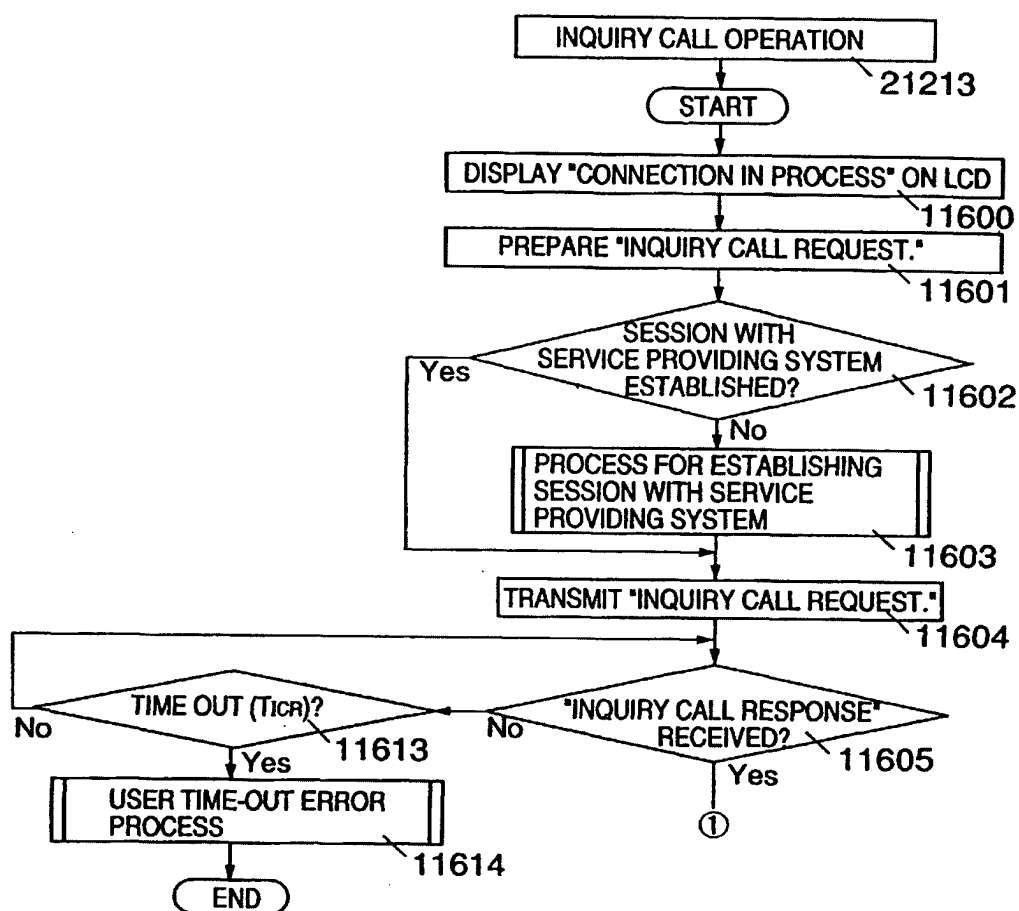 INQUIRY CALL OPERATION
21213
START
DISPLAY "CONNECTION IN PROCESS" ON LCD
11600
PREPARE "INQUIRY CALL REQUEST."
11601
SESSION WITH
SERVICE PROVIDING SYSTEM
ESTABLISHED?
11602
Yes
No
PROCESS FOR ESTABLISHING
SESSION WITH SERVICE
PROVIDING SYSTEM
11603
TRANSMIT "INQUIRY CALL REQUEST."
11604
TIME OUT (TICR)?
11613
No
Yes
"INQUIRY CALL RESPONSE"
RECEIVED?
11605
No
Yes
①
USER TIME-OUT ERROR
PROCESS
11614
END